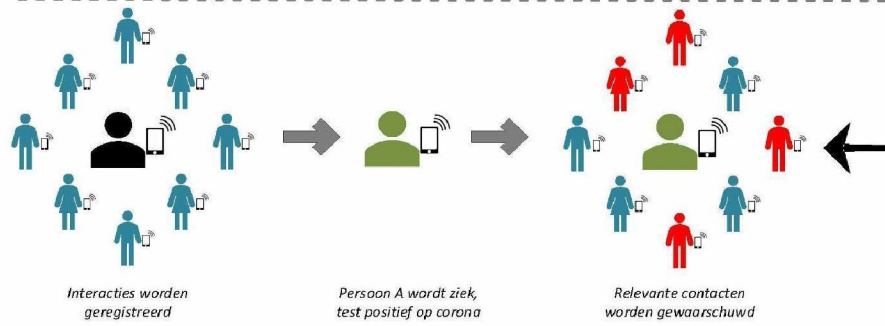 Interacties worden
geregistreerd
Persoon A wordt ziek,
test positief op corona
Relevante contacten
worden gewaarschuwd